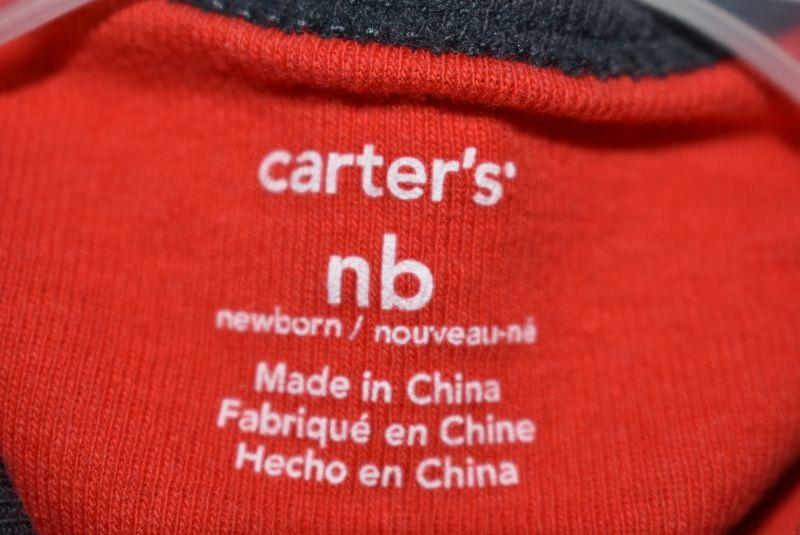 carter's
nb
newborn / nouveau-né
Made in China
Fabriqué en Chine
Hecho en China